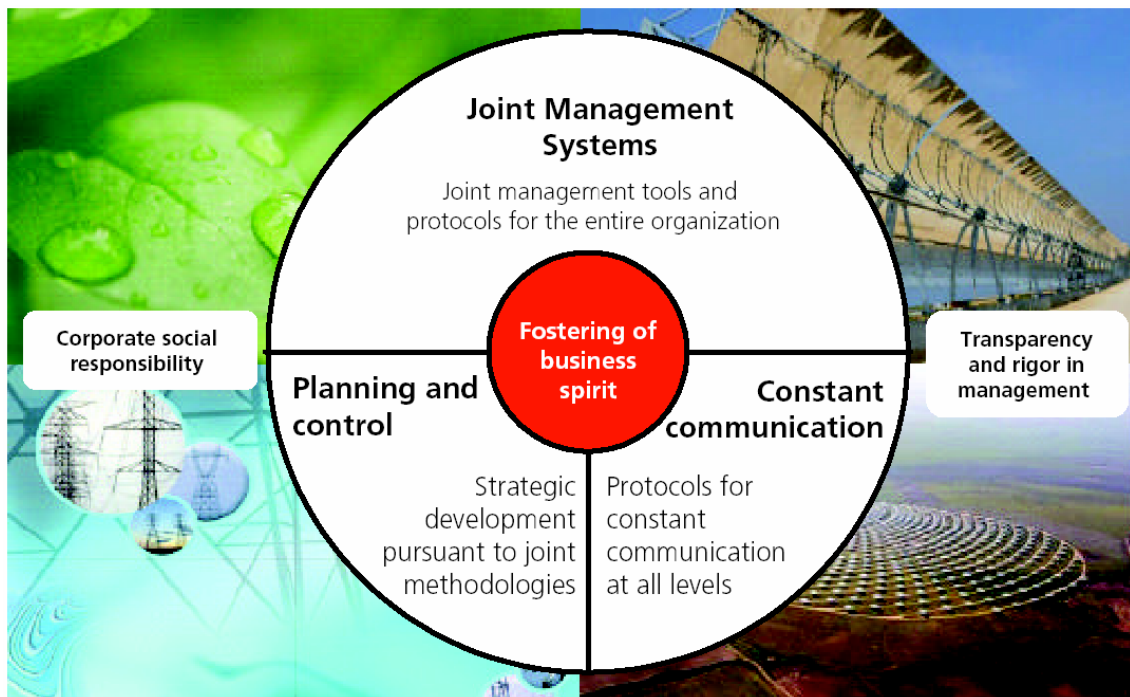 Joint Management
Systems
Joint management tools and
protocols for the entire organization
Corporate social
responsibility
Fostering of
business
spirit
Transparency
and rigor in
management
Planning and
control
Constant
communication
Strategic
development
pursuant to joint
methodologies
Protocols for
constant
communication
at all levels